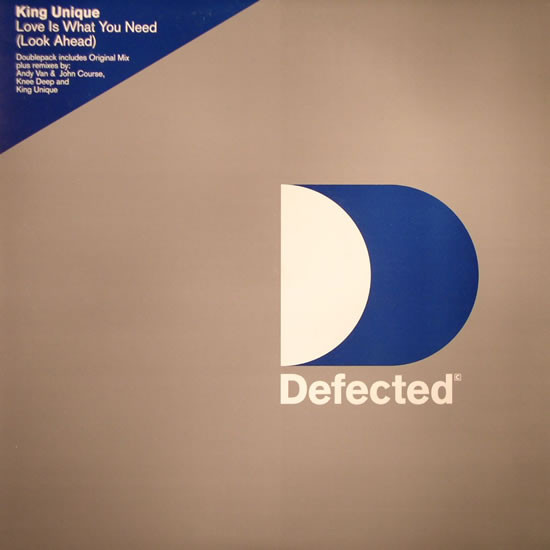 King Unique
Love Is What You Need
(Look Ahead)
Doublepack includes Original Mix
plus remixes by:
Andy Van & John Course,
Knee Deep and
King Unique
Defected©